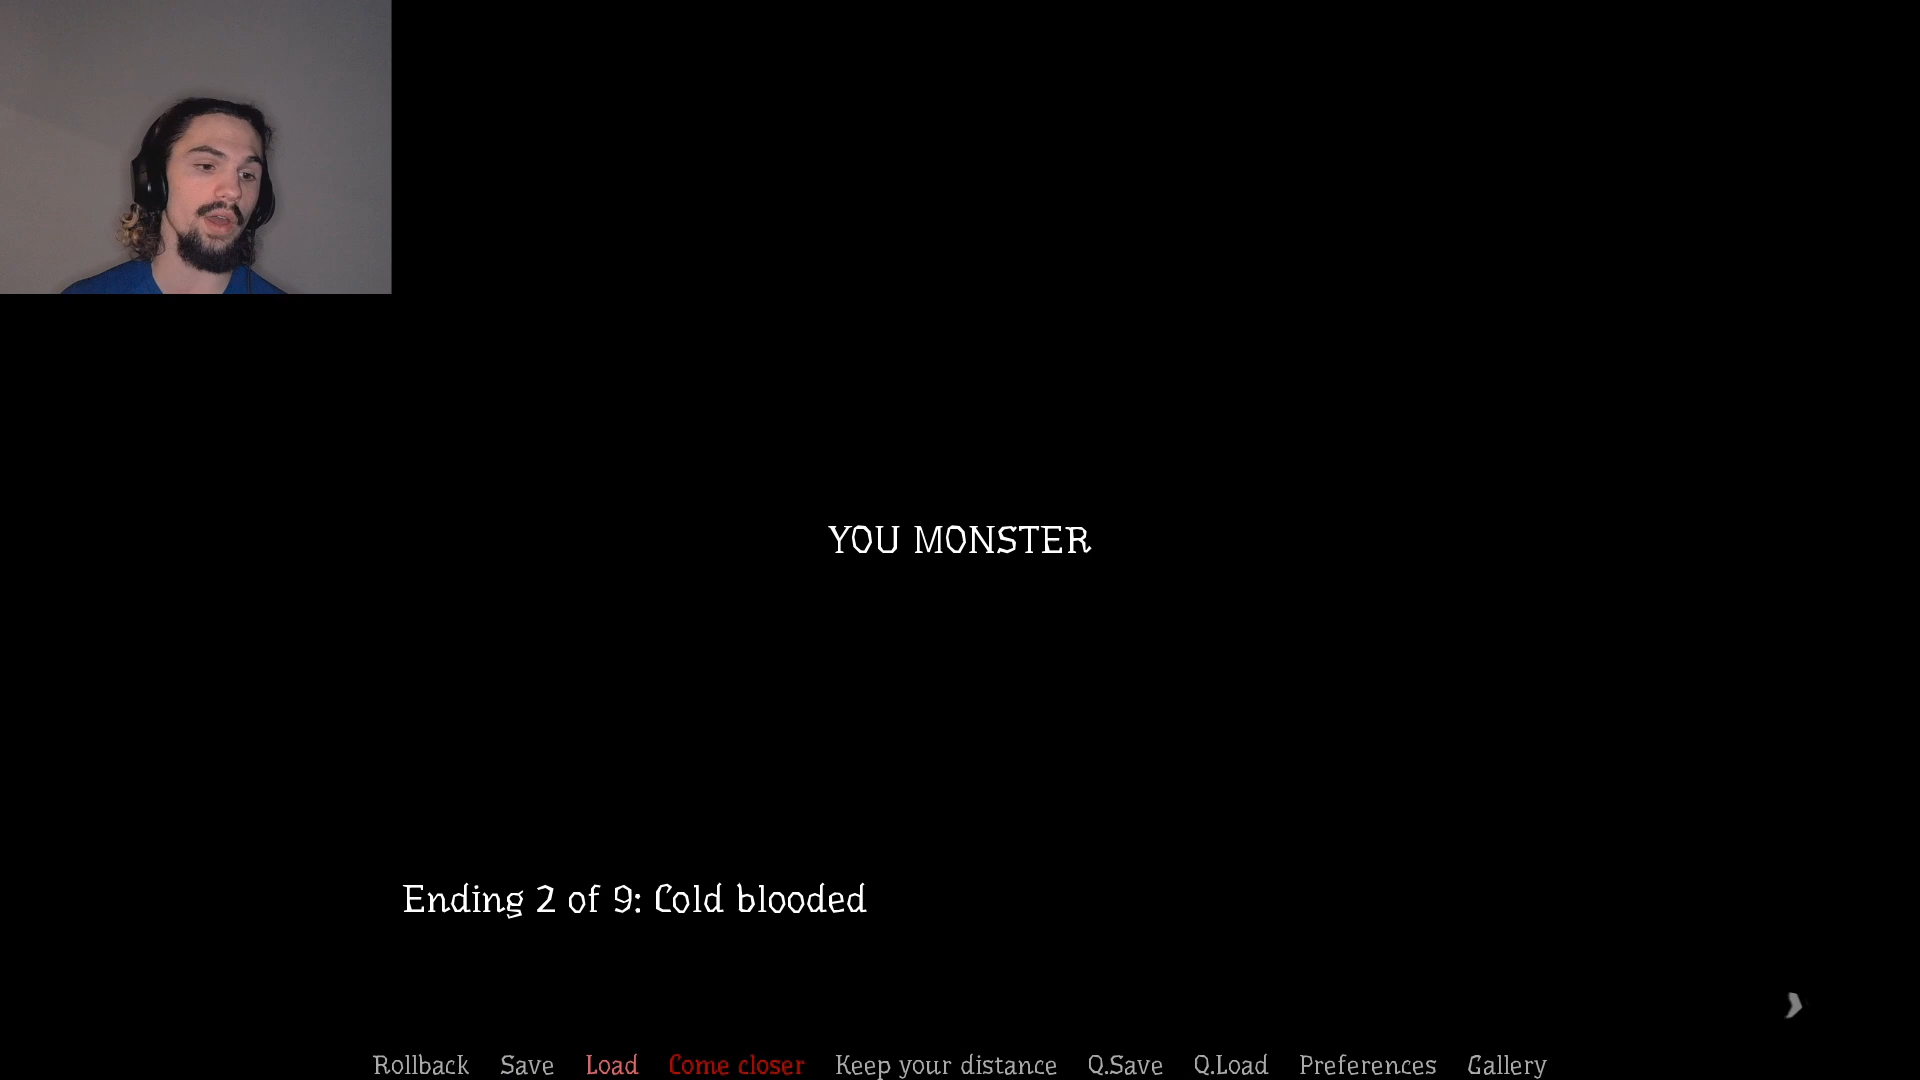 YOU MONSTER
Ending 2 of 9: Cold blooded
Rollback Save Load Come closer Keep your distance Q.Save Q.Load Preferences Gallery